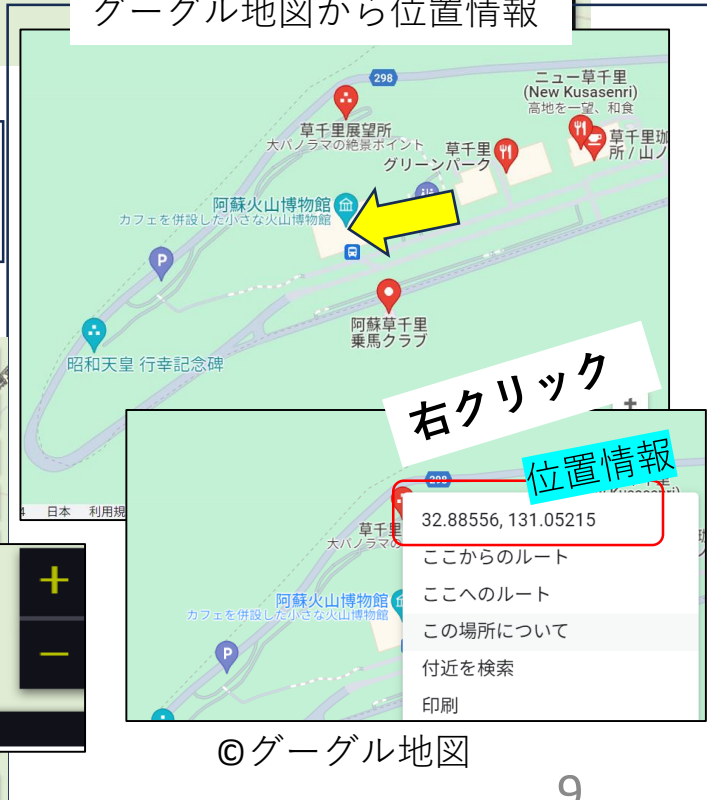 グーグル地図から位置情報
298
ニュー草千里
(New Kusasenri)
高地を一望、和食
草千里展望所
大パノラマの絶景ポイント
草千里
グリーンパーク
草千里珈
所 / 山ノ
阿蘇火山博物館
カフェを併設した小さな火山博物館
P
阿蘇草千里
乗馬クラブ
昭和天皇 行幸記念碑
右クリック
+
位置情報
298
4 日本 利用規
32.88556, 131.05215
草千里
大パノラマの
ここからのルート
ここへのルート
阿蘇火山博物館
カフェを併設した小さな火山博物館
この場所について
P
付近を検索
印刷
+
−
©グーグル地図
9